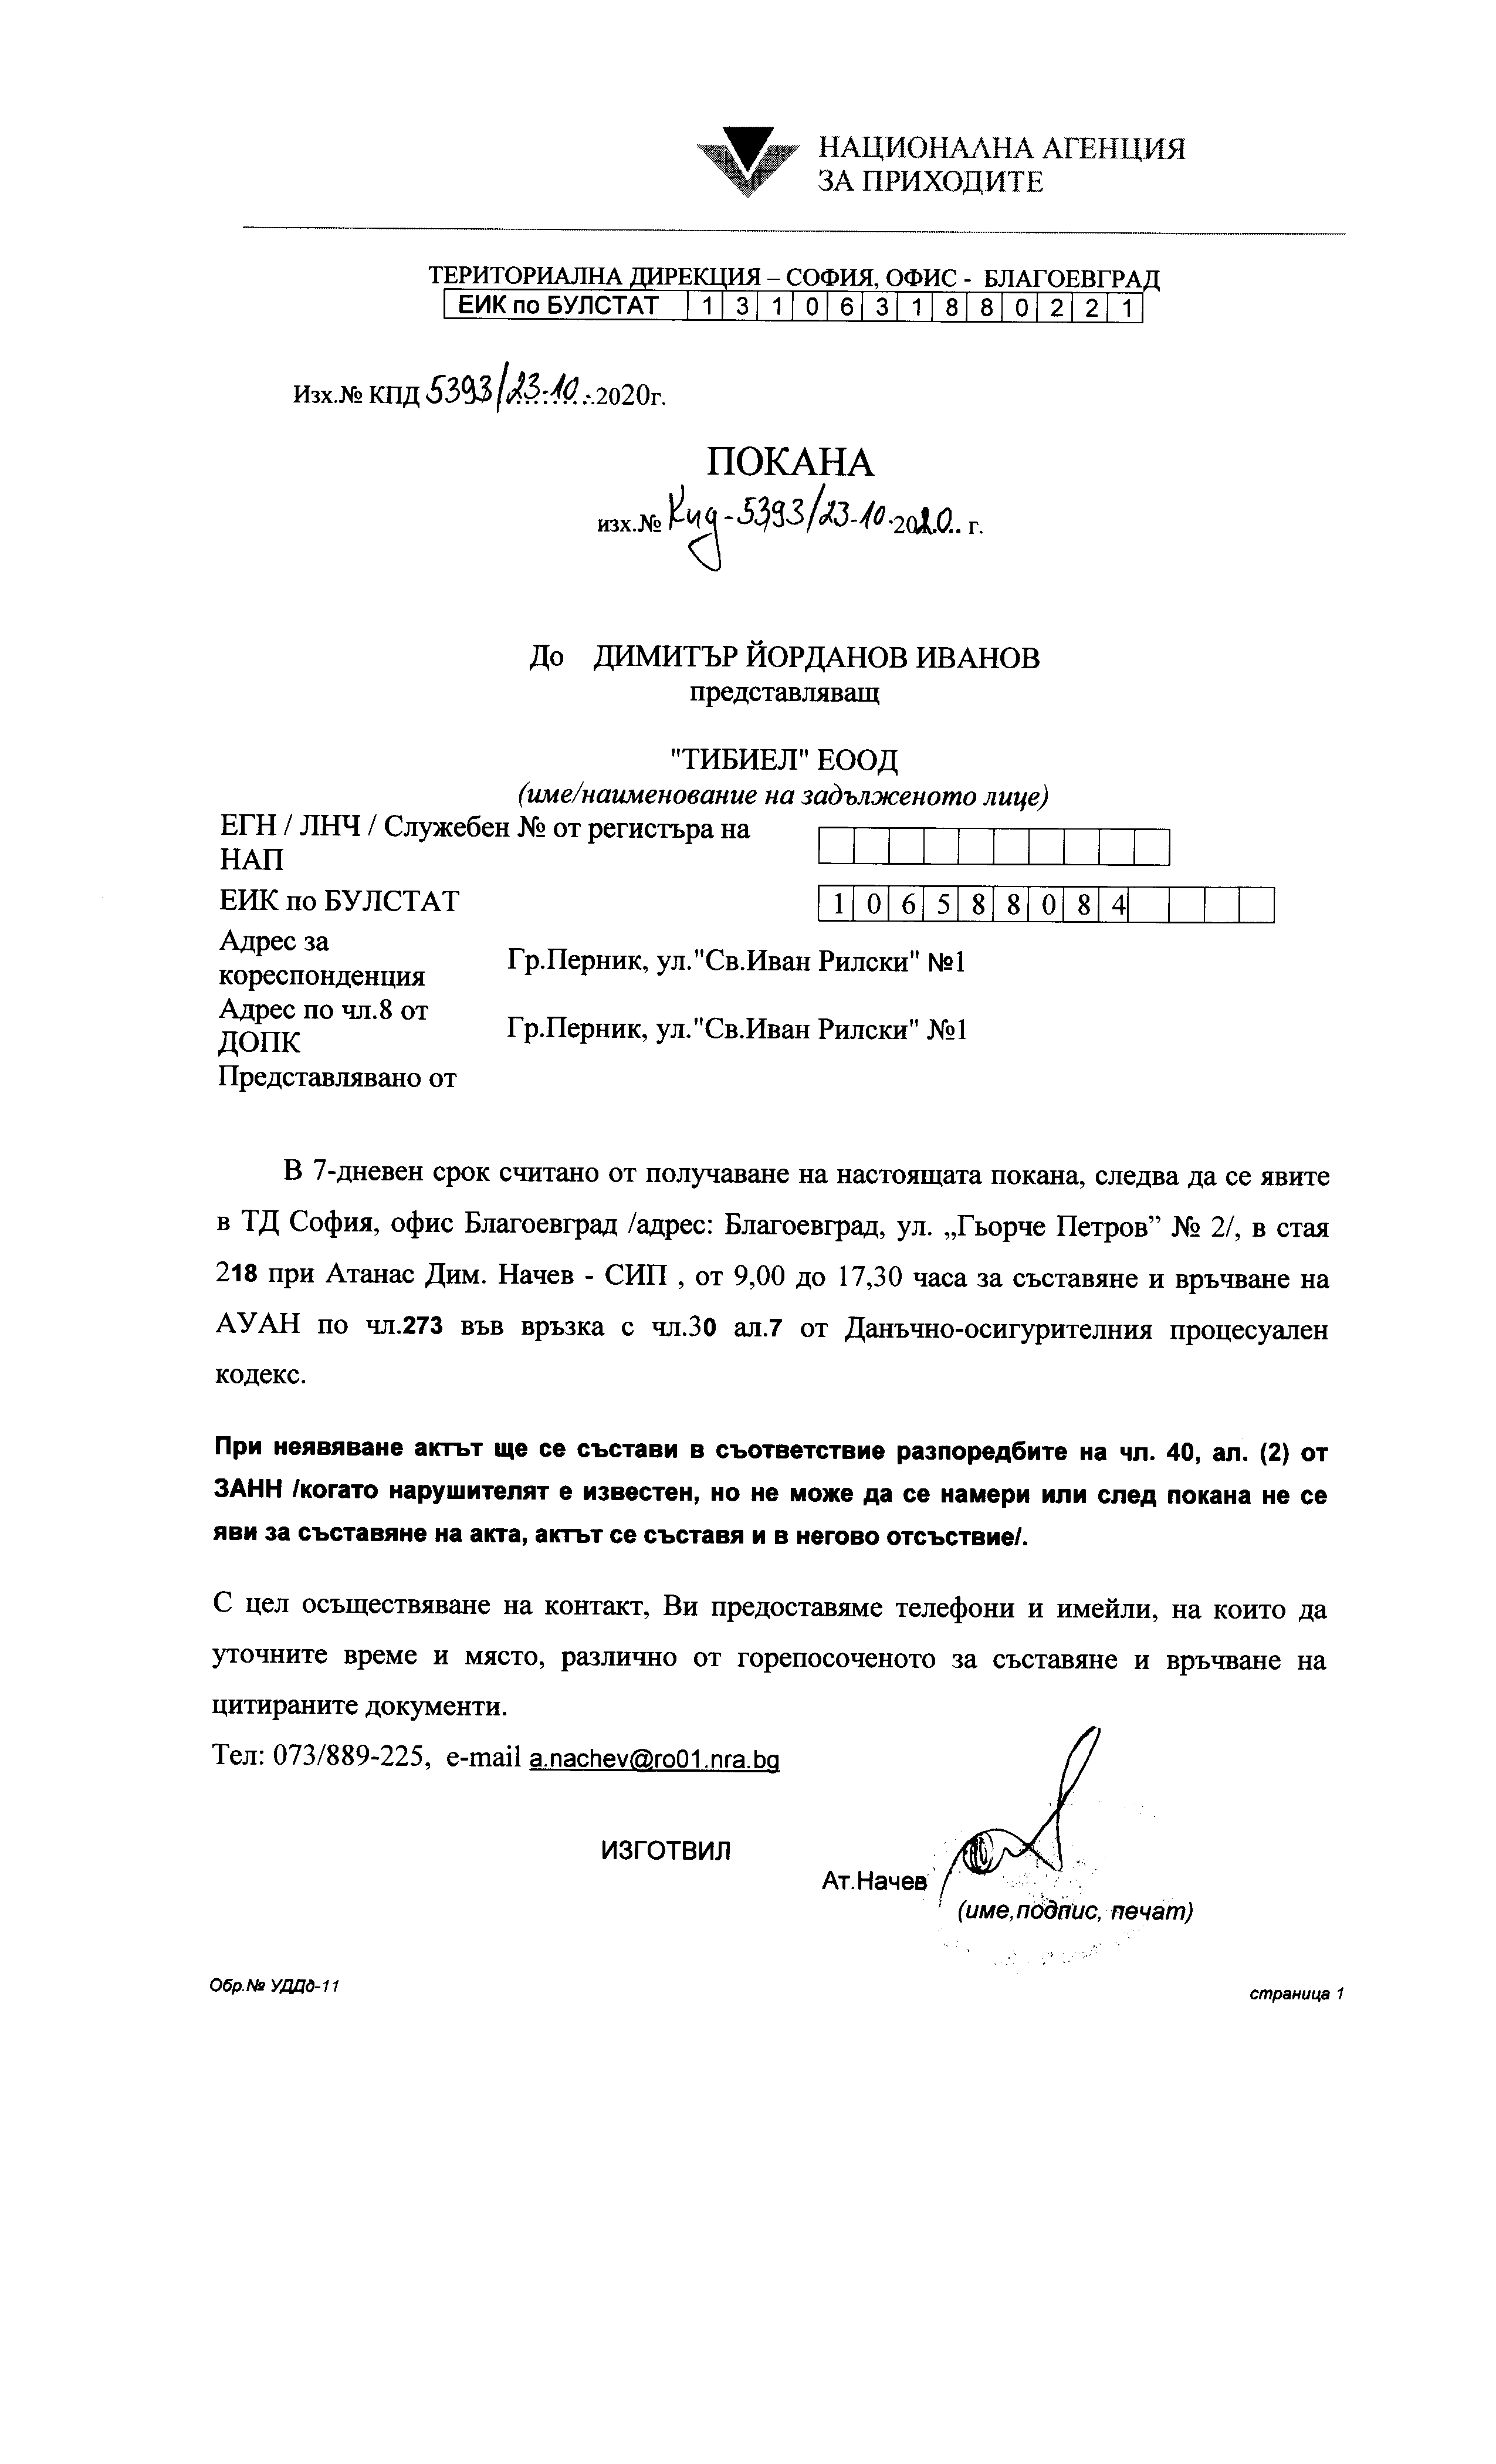 НАЦИОНАЛНА АГЕНЦИЯ
ЗА ПРИХОДИТЕ
ТЕРИТОРИАЛНА ДИРЕКЦИЯ – СОФИЯ, ОФИС - БЛАГОЕВГРАД
ЕИК по БУЛСТАТ 1 3 1 0 6 3 1 8 8 0 2 2 1
Изх.№ КПД 5393/23.10.2020г.
ПОКАНА
изх.№ Кпд-5393/23-10.2020.. г.
До ДИМИТЪР ЙОРДАНОВ ИВАНОВ
представляващ
"ТИБИЕЛ" ЕООД
(име/наименование на задълженото лице)
ЕГН / ЛНЧ / Служебен № от регистъра на
НАП
ЕИК по БУЛСТАТ 1 0 6 5 8 8 0 8 4
Адрес за
кореспонденция Гр.Перник, ул."Св.Иван Рилски" №1
Адрес по чл.8 от
ДОПК Гр.Перник, ул."Св.Иван Рилски" №1
Представлявано от
В 7-дневен срок считано от получаване на настоящата покана, следва да се явите
в ТД София, офис Благоевград /адрес: Благоевград, ул. „Гьорче Петров” № 2/, в стая
218 при Атанас Дим. Начев - СИП , от 9,00 до 17,30 часа за съставяне и връчване на
АУАН по чл.273 във връзка с чл.30 ал.7 от Данъчно-осигурителния процесуален
кодекс.
При неявяване актът ще се състави в съответствие разпоредбите на чл. 40, ал. (2) от
ЗАНН /когато нарушителят е известен, но не може да се намери или след покана не се
яви за съставяне на акта, актът се съставя и в негово отсъствие/.
С цел осъществяване на контакт, Ви предоставяме телефони и имейли, на които да
уточните време и място, различно от горепосоченото за съставяне и връчване на
цитираните документи.
Тел: 073/889-225, e-mail a.nachev@ro01.nra.bg
ИЗГОТВИЛ
Ат.Начев
(име,подпис, печат)
Обр.№ УДДд-11
страница 1